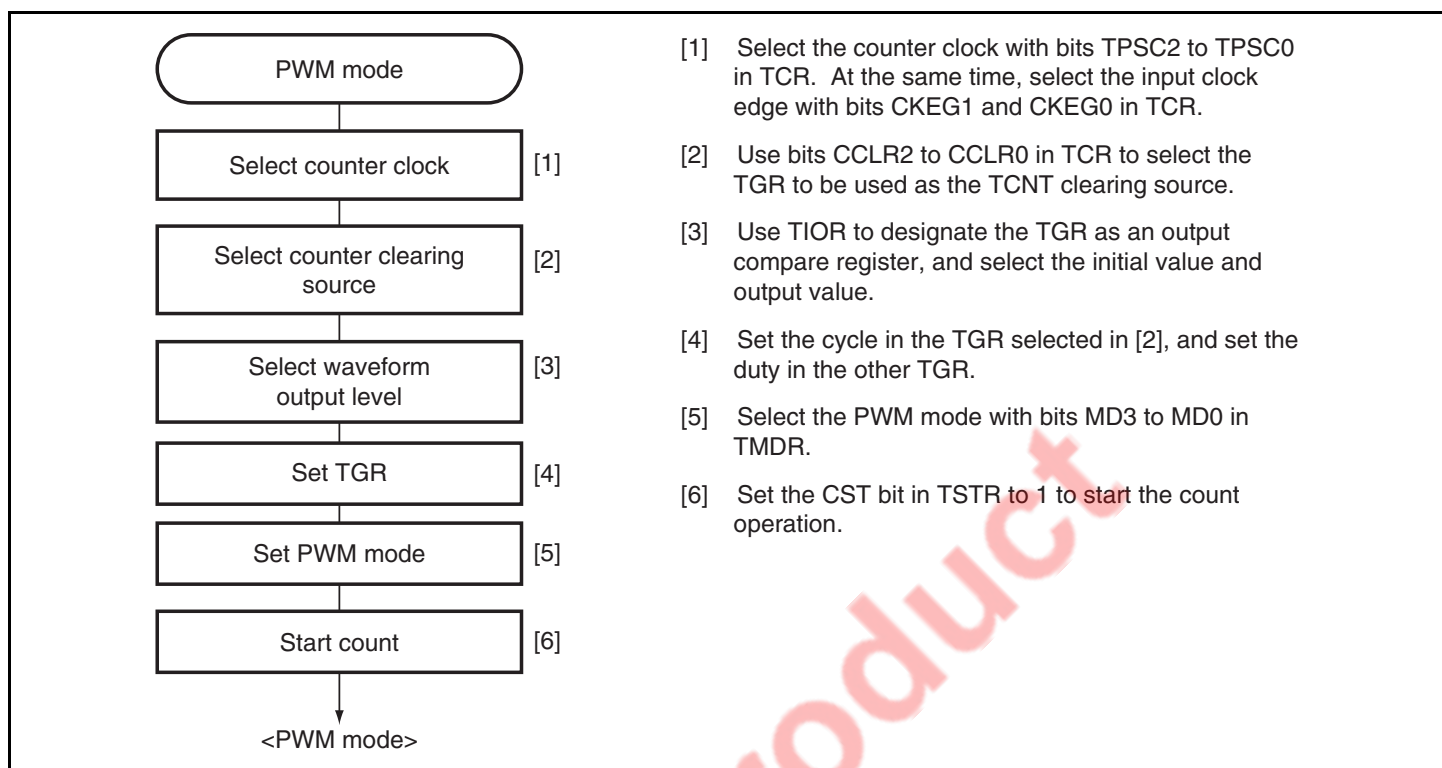 PWM mode
Select counter clock
[1]
Select counter clearing
source
[2]
Select waveform
output level
[3]
Set TGR
[4]
Set PWM mode
[5]
Start count
[6]
<PWM mode>
[1] Select the counter clock with bits TPSC2 to TPSC0
in TCR. At the same time, select the input clock
edge with bits CKEG1 and CKEG0 in TCR.
[2] Use bits CCLR2 to CCLR0 in TCR to select the
TGR to be used as the TCNT clearing source.
[3] Use TIOR to designate the TGR as an output
compare register, and select the initial value and
output value.
[4] Set the cycle in the TGR selected in [2], and set the
duty in the other TGR.
[5] Select the PWM mode with bits MD3 to MD0 in
TMDR.
[6] Set the CST bit in TSTR to 1 to start the count
operation.
roduct